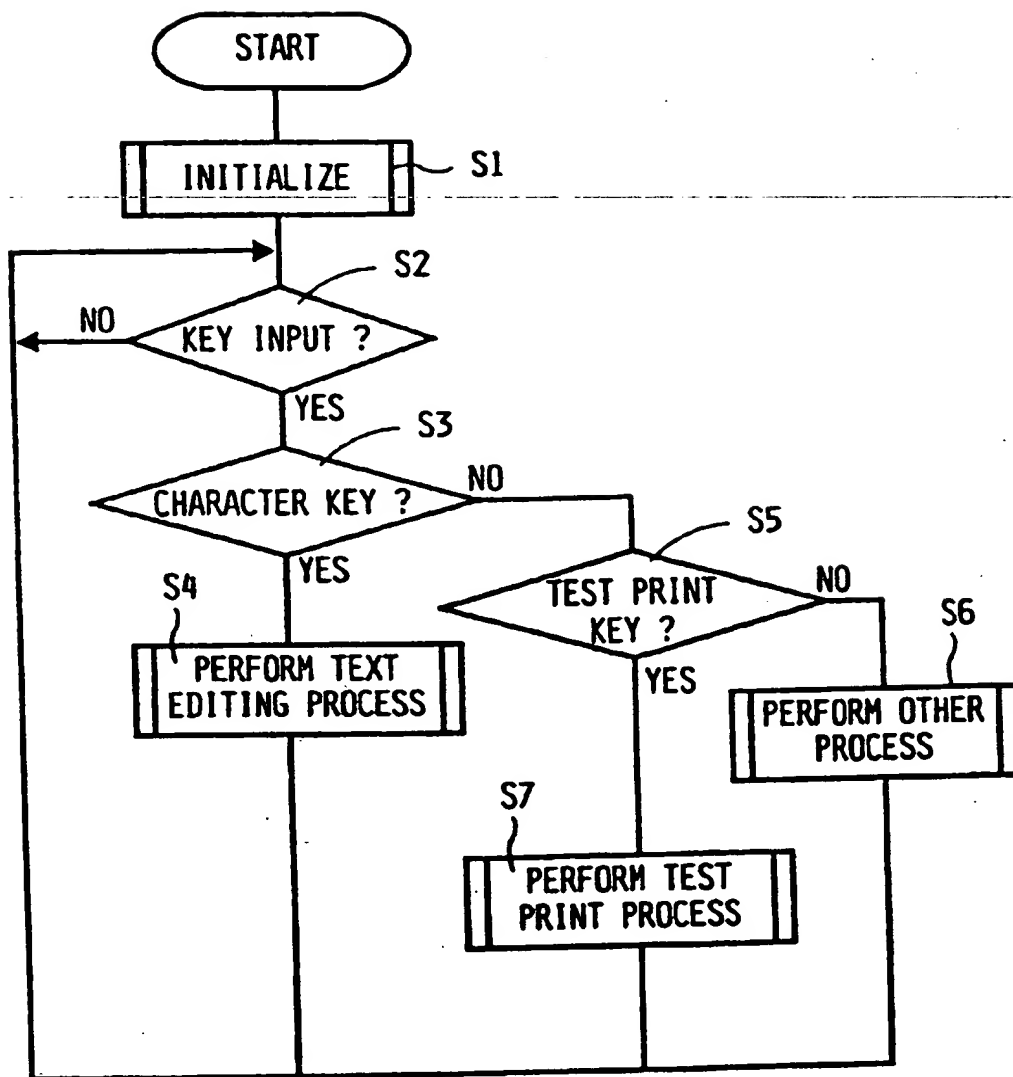 START
INITIALIZE
S1
S2
NO
KEY INPUT ?
YES
S3
CHARACTER KEY ?
NO
YES
S5
TEST PRINT
KEY ?
NO
YES
S4
PERFORM TEXT
EDITING PROCESS
S6
PERFORM OTHER
PROCESS
S7
PERFORM TEST
PRINT PROCESS